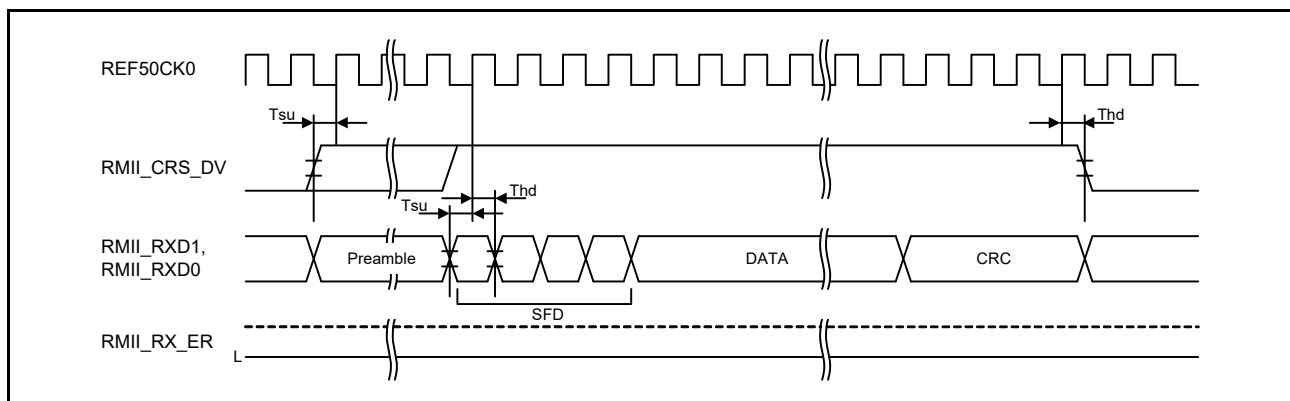 REF50CK0
Tsu
Thd
RMII_CRS_DV
Thd
Tsu
RMII_RXD1,
RMII_RXD0
Preamble
DATA
CRC
SFD
RMII_RX_ER
L